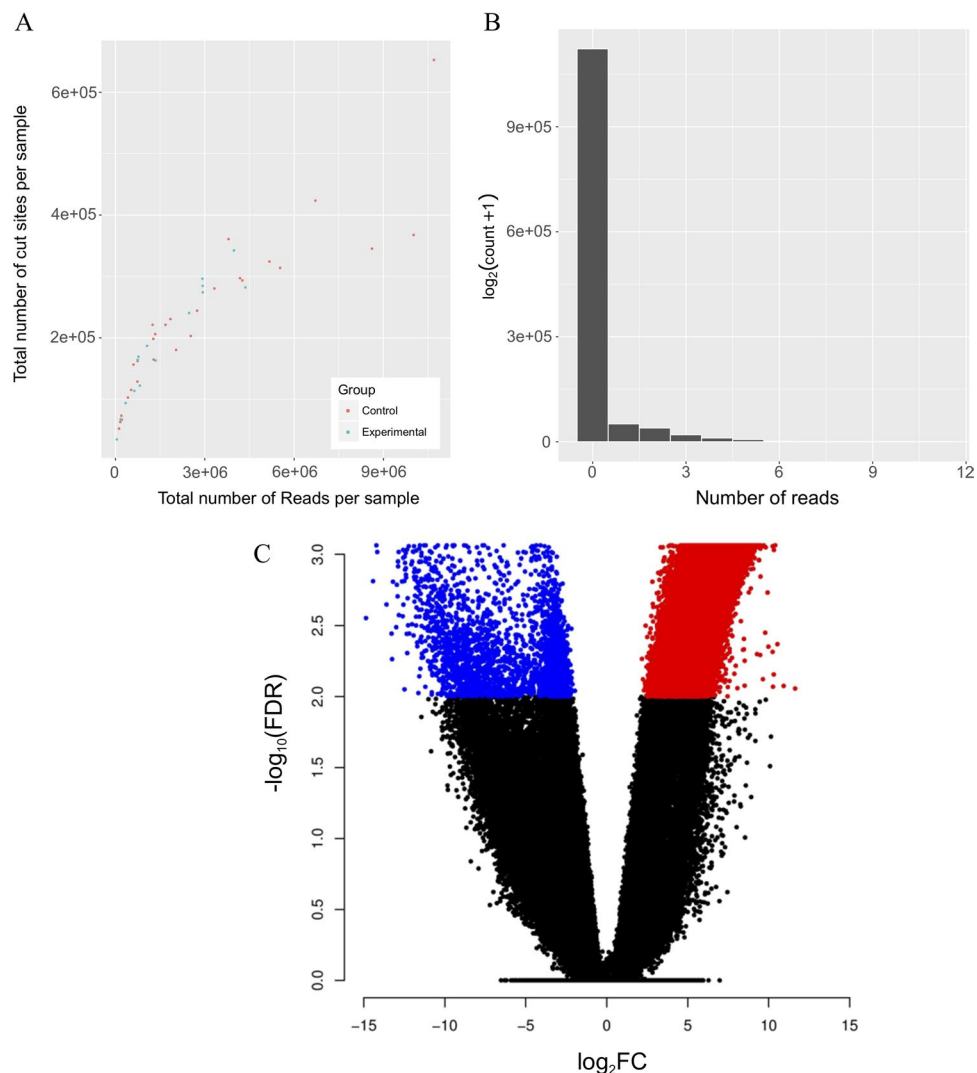 A
Total number of cut sites per sample
6e+05
4e+05
2e+05
Group
Control
Experimental
0
3e+06
6e+06
9e+06
Total number of Reads per sample
B
log₂(count +1)
9e+05
6e+05
3e+05
0
0
3
6
9
12
Number of reads
C
-log₁₀(FDR)
3.0
2.5
2.0
1.5
1.0
0.5
0.0
−15
−10
−5
0
5
10
15
log₂FC